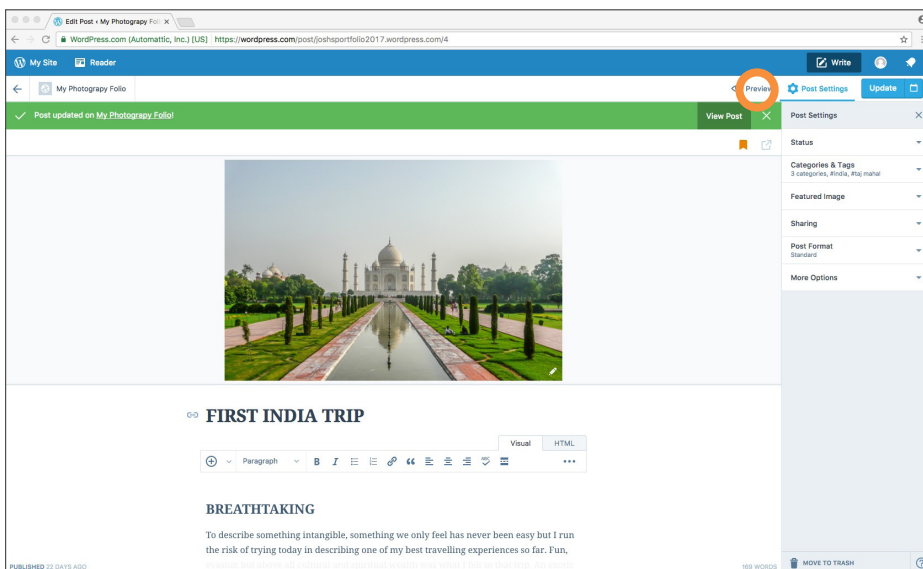 Edit Post ‹ My Photograpy Foli
WordPress.com (Automattic, Inc.) [US] https://wordpress.com/post/joshsportfolio2017.wordpress.com/4
My Site Reader Write
My Photograpy Folio Preview Post Settings Update
Post updated on My Photograpy Folio! View Post
Post Settings
Status
Categories & Tags
3 categories, #india, #taj mahal
Featured Image
Sharing
Post Format
Standard
More Options
FIRST INDIA TRIP
Visual HTML
Paragraph B I ABC
BREATHTAKING
To describe something intangible, something we only feel has never been easy but I run
the risk of trying today in describing one of my best travelling experiences so far. Fun,
PUBLISHED 22 DAYS AGO 169 WORDS MOVE TO TRASH